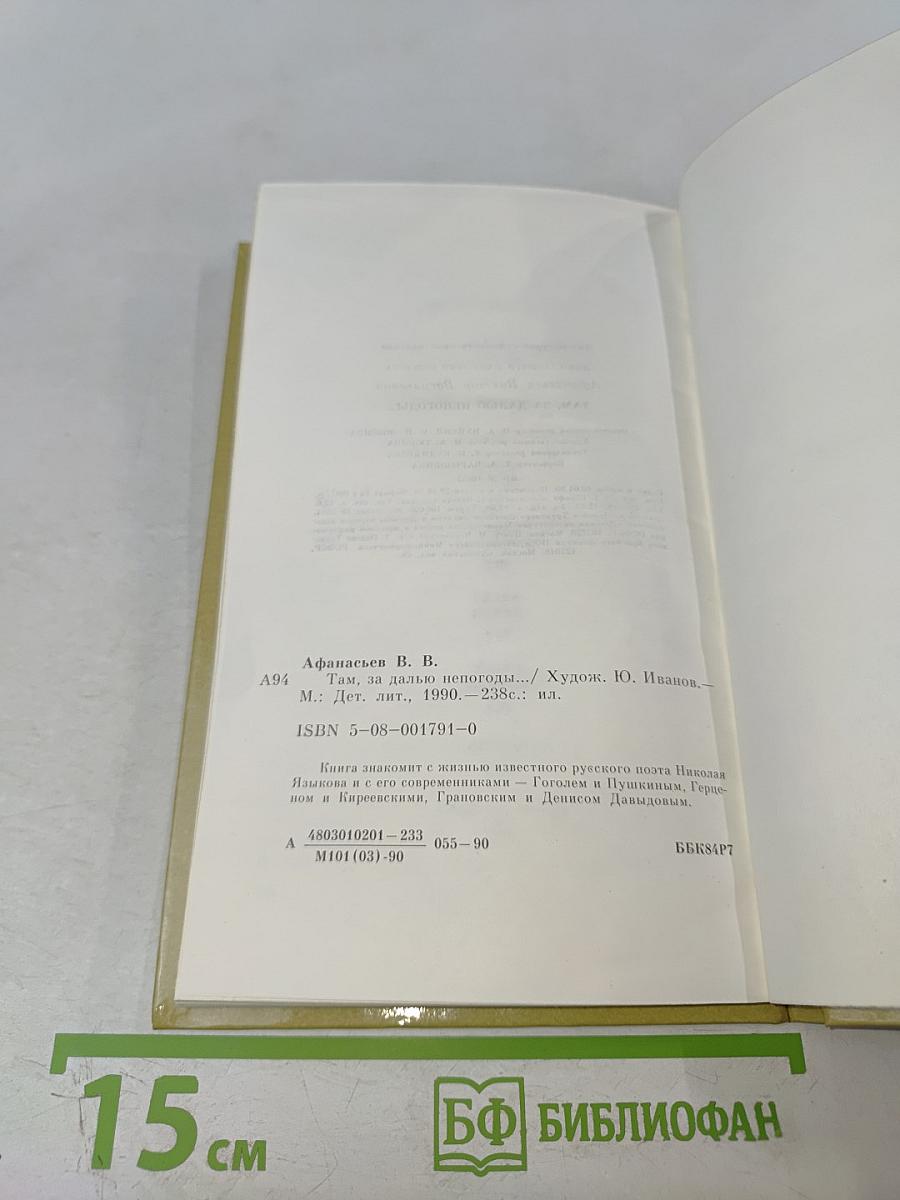 Афанасьев В. В.
А94 Там, за далью непогоды.../ Худож. Ю. Иванов.—
М.: Дет. лит., 1990.—238с.: ил.
ISBN 5—08—001791—0
Книга знакомит с жизнью известного русского поэта Николая
Языкова и с его современниками — Гоголем и Пушкиным, Герце-
ном и Киреевскими, Грановским и Денисом Давыдовым.
А 4803010201—233 055—90
М101(03)-90
ББК84Р7
15 см
БФ БИБЛИОФАН